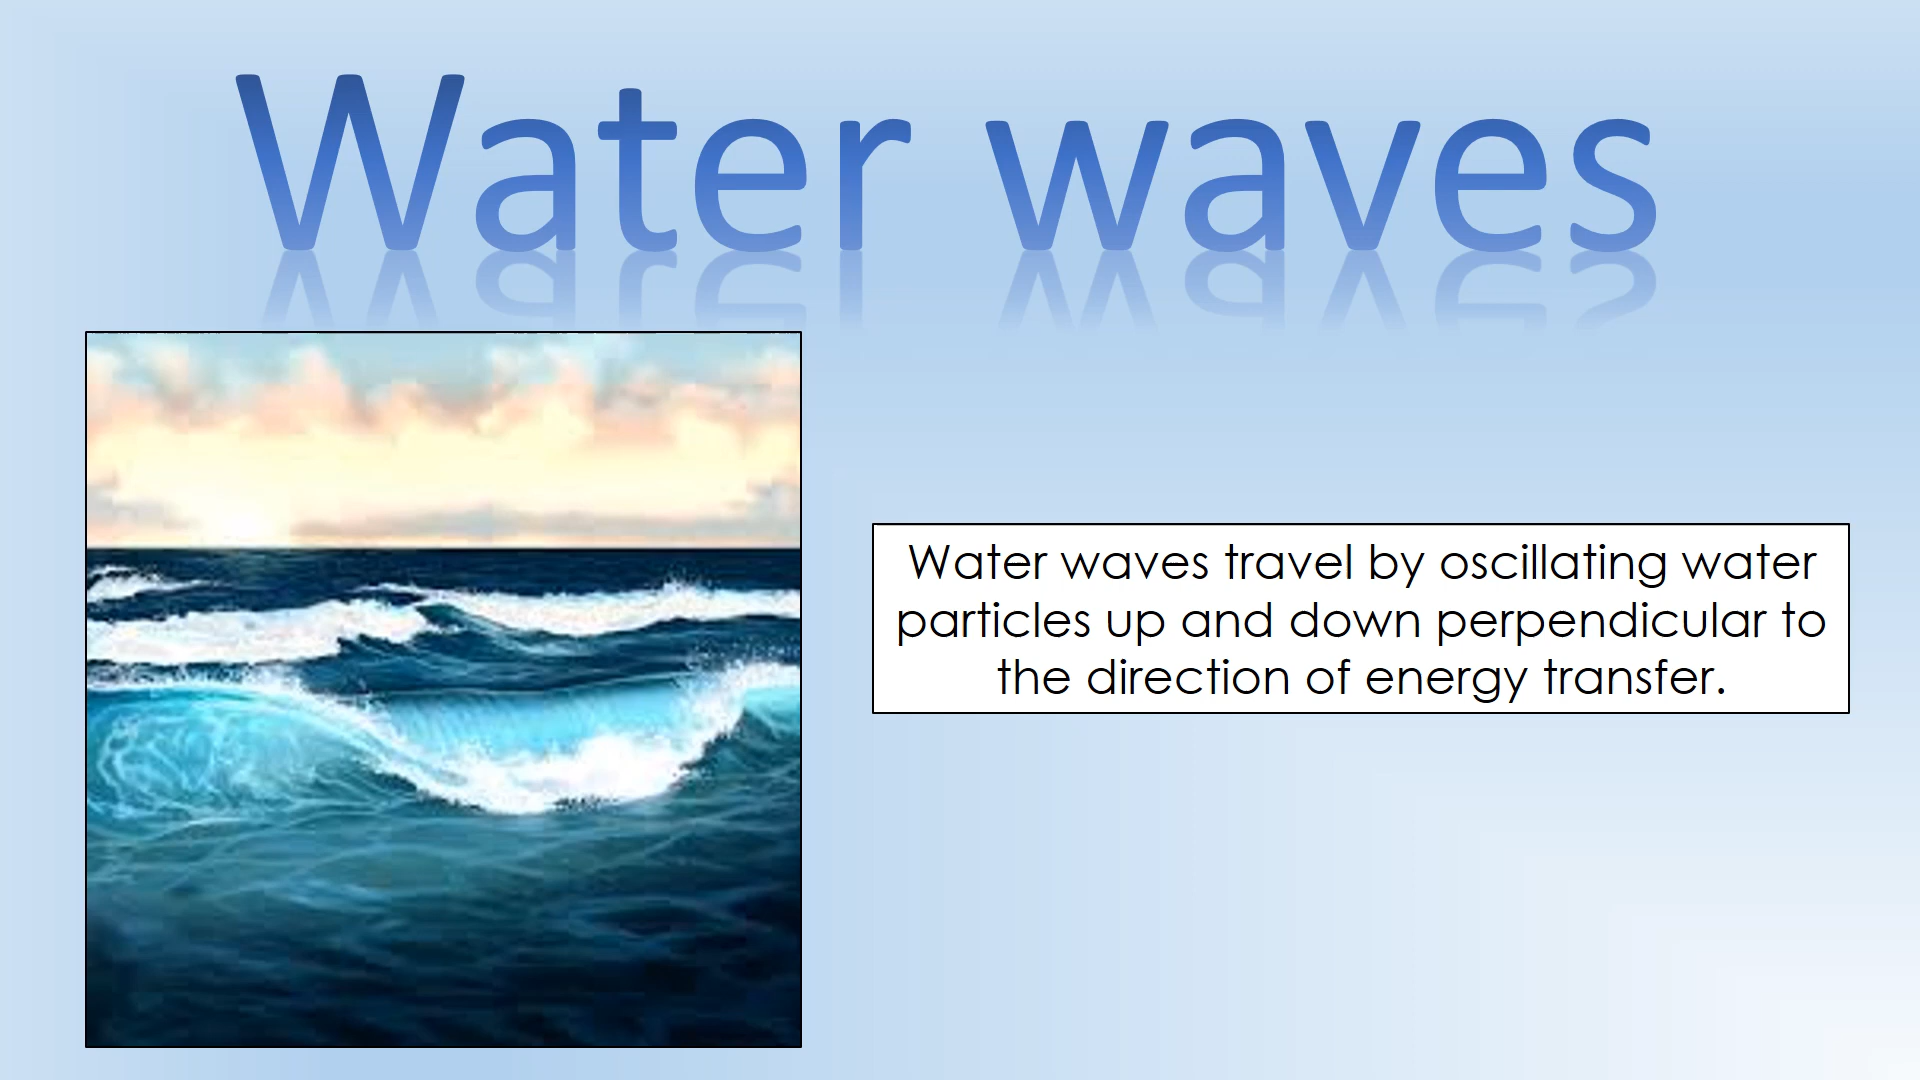 Water waves
Water waves travel by oscillating water
particles up and down perpendicular to
the direction of energy transfer.